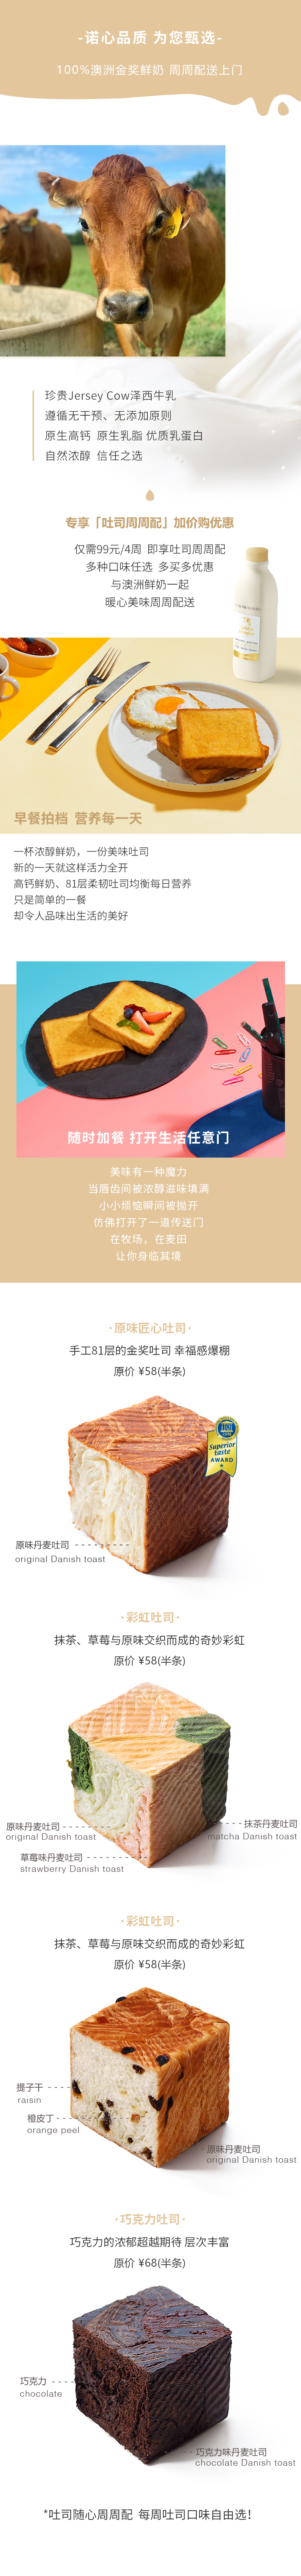 -诺心品质 为您甄选-
100%澳洲金奖鲜奶 周周配送上门
珍贵Jersey Cow泽西牛乳
遵循无干预、无添加原则
原生高钙 原生乳脂 优质乳蛋白
自然浓醇 信任之选
专享「吐司周周配」加价购优惠
仅需99元/4周 即享吐司周周配
多种口味任选 多买多优惠
与澳洲鲜奶一起
暖心美味周周配送
早餐拍档 营养每一天
一杯浓醇鲜奶，一份美味吐司
新的一天就这样活力全开
高钙鲜奶、81层柔韧吐司均衡每日营养
只是简单的一餐
却令人品味出生活的美好
随时加餐 打开生活任意门
美味有一种魔力
当唇齿间被浓醇滋味填满
小小烦恼瞬间被抛开
仿佛打开了一道传送门
在牧场，在麦田
让你身临其境
·原味匠心吐司·
手工81层的金奖吐司 幸福感爆棚
原价 ¥58(半条)
Superior
taste
AWARD
原味丹麦吐司
original Danish toast
·彩虹吐司·
抹茶、草莓与原味交织而成的奇妙彩虹
原价 ¥58(半条)
原味丹麦吐司
original Danish toast
抹茶丹麦吐司
matcha Danish toast
草莓味丹麦吐司
strawberry Danish toast
·彩虹吐司·
抹茶、草莓与原味交织而成的奇妙彩虹
原价 ¥58(半条)
提子干
raisin
橙皮丁
orange peel
原味丹麦吐司
original Danish toast
·巧克力吐司·
巧克力的浓郁超越期待 层次丰富
原价 ¥68(半条)
巧克力
chocolate
巧克力味丹麦吐司
chocolate Danish toast
*吐司随心周周配 每周吐司口味自由选！